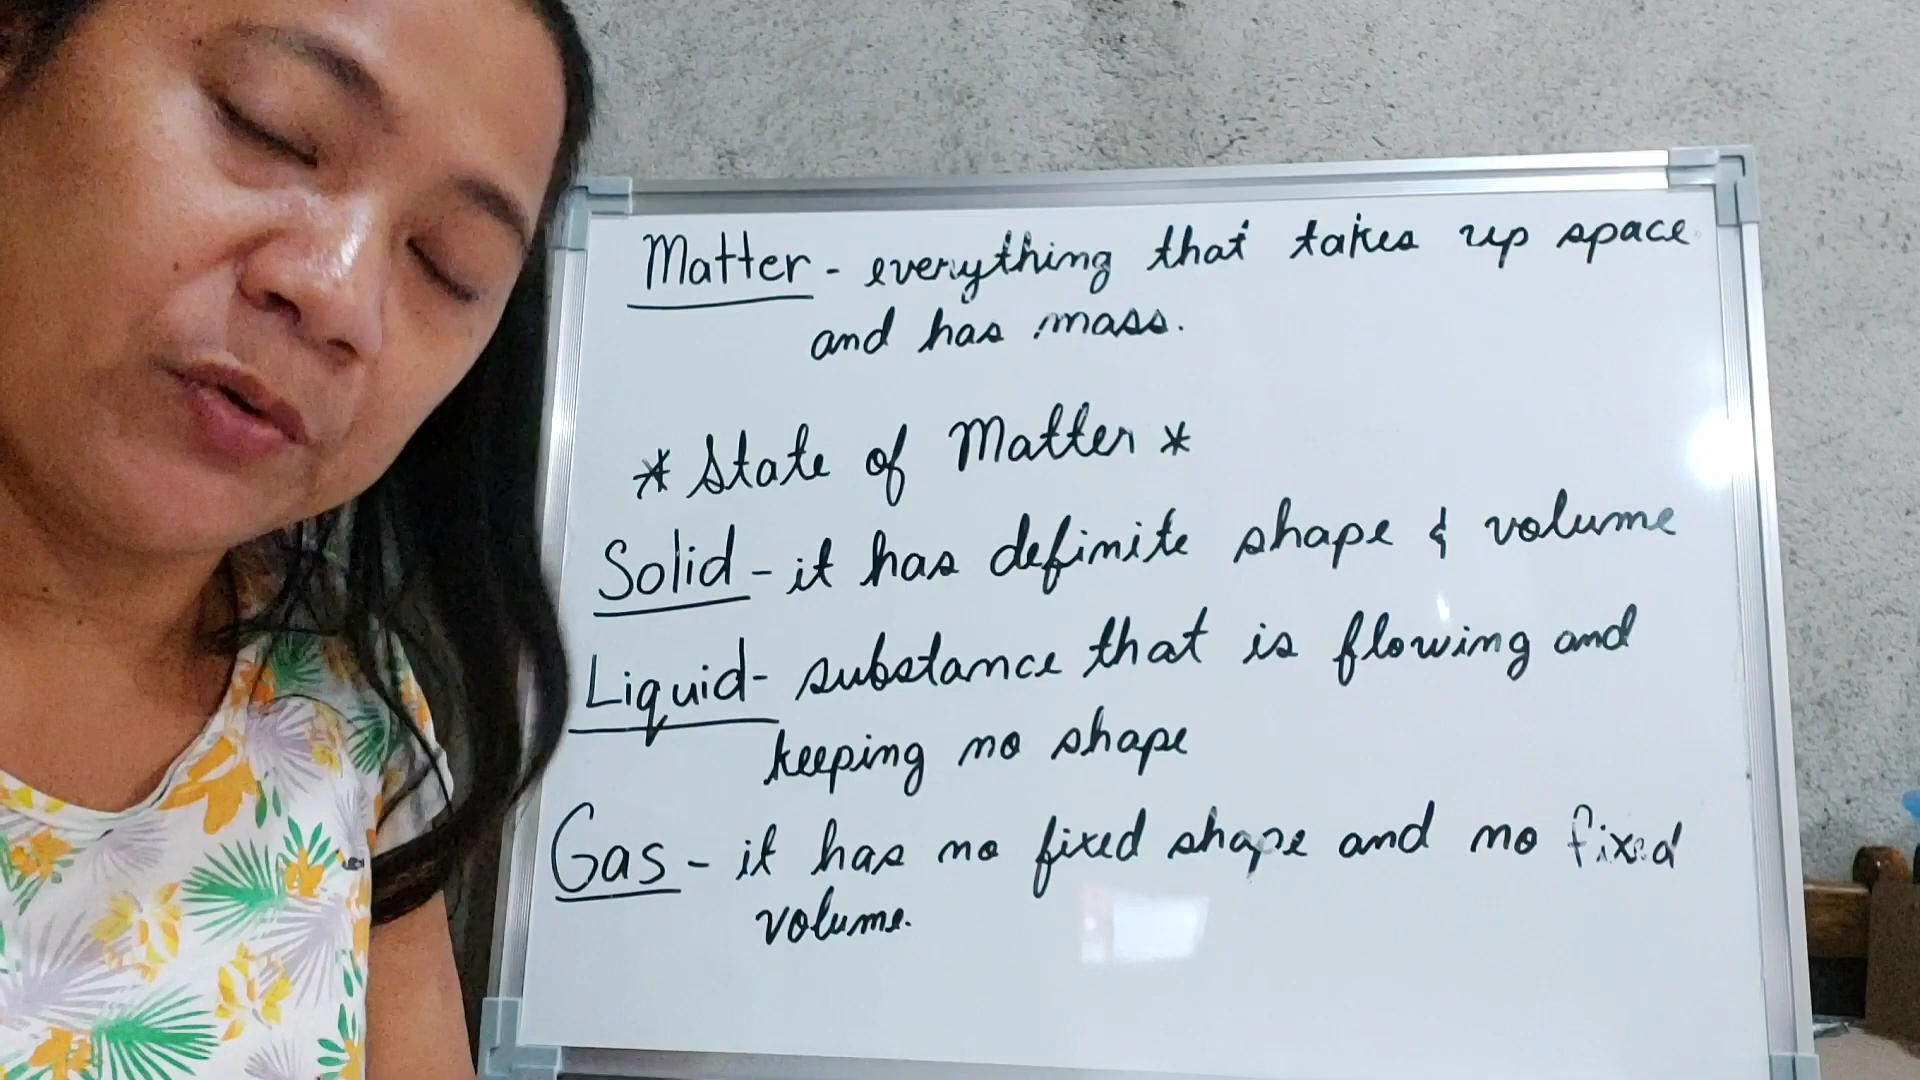 Matter - everything that takes up space
and has mass.
* State of Matter *
Solid - it has definite shape & volume
Liquid - substance that is flowing and
keeping no shape
Gas - it has no fixed shape and no fixed
volume.